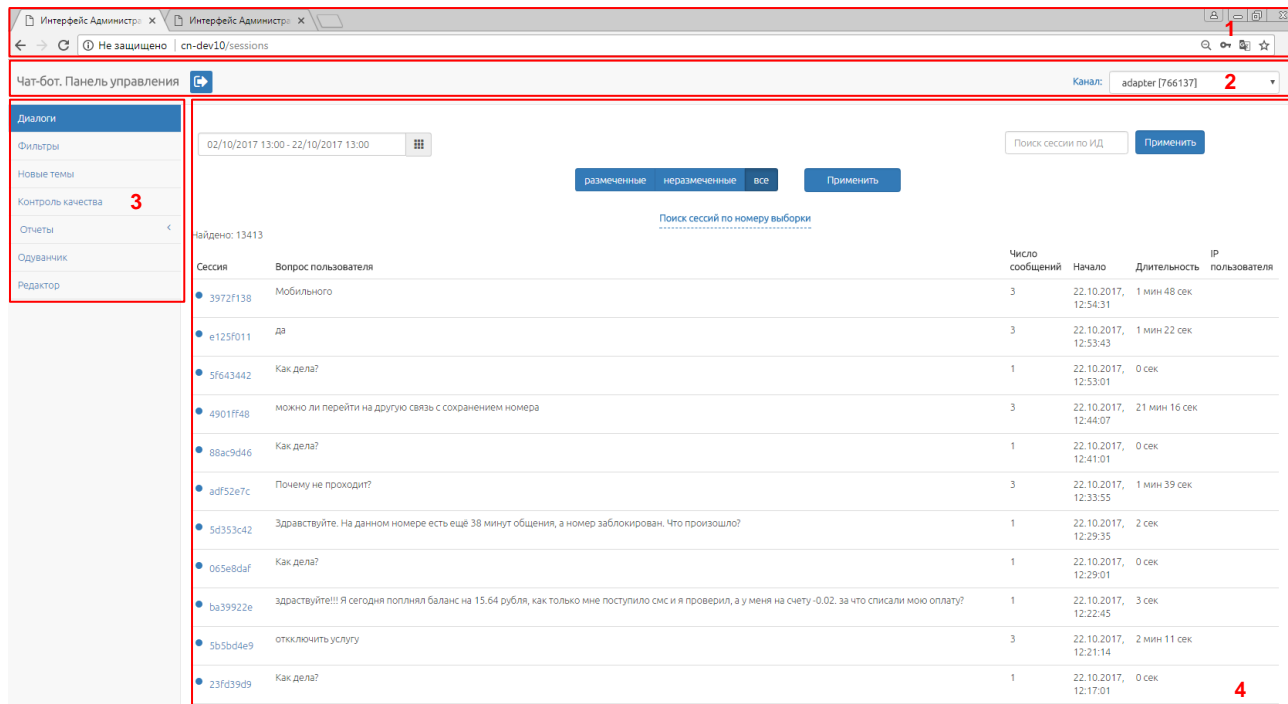 Интерфейс Администра Интерфейс Администра
1
Не защищено cn-dev10/sessions
Чат-бот. Панель управления Канал: adapter [766137] 2
Диалоги
Фильтры
Новые темы
Контроль качества 3
Отчеты
Одуванчик
Редактор
02/10/2017 13:00 - 22/10/2017 13:00 Поиск сессии по ИД Применить
размеченные неразмеченные все Применить
Поиск сессий по номеру выборки
Найдено: 13413
Сессия Вопрос пользователя Число сообщений Начало Длительность IP пользователя
3972f138 Мобильного 3 22.10.2017, 12:54:31 1 мин 48 сек
e125f011 да 3 22.10.2017, 12:53:43 1 мин 22 сек
5f643442 Как дела? 1 22.10.2017, 12:53:01 0 сек
4901ff48 можно ли перейти на другую связь с сохранением номера 3 22.10.2017, 12:44:07 21 мин 16 сек
88ac9d46 Как дела? 1 22.10.2017, 12:41:01 0 сек
adf52e7c Почему не проходит? 3 22.10.2017, 12:33:55 1 мин 39 сек
5d353c42 Здравствуйте. На данном номере есть ещё 38 минут общения, а номер заблокирован. Что произошло? 1 22.10.2017, 12:29:35 2 сек
065e8daf Как дела? 1 22.10.2017, 12:29:01 0 сек
ba39922e здраствуйте!!! Я сегодня поплнял баланс на 15.64 рубля, как только мне поступило смс и я проверил, а у меня на счету -0.02. за что списали мою оплату? 1 22.10.2017, 12:22:45 3 сек
5b5bd4e9 откключить услугу 3 22.10.2017, 12:21:14 2 мин 11 сек
23fd39d9 Как дела? 1 22.10.2017, 12:17:01 0 сек
4